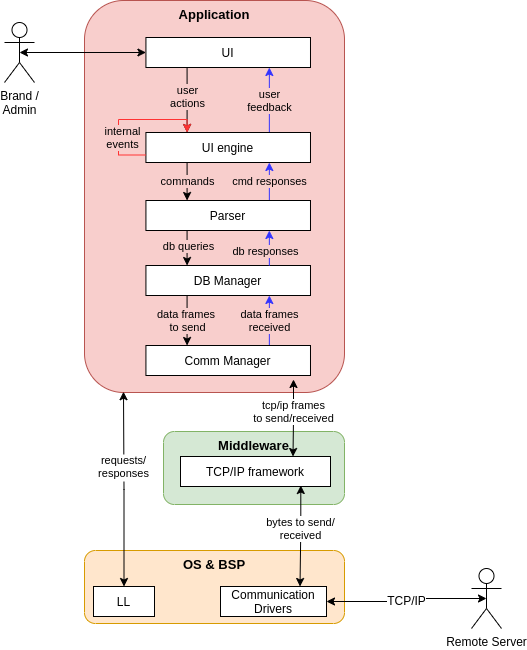 Application
UI
Brand /
Admin
user
actions
user
feedback
internal
events
UI engine
commands
cmd responses
Parser
db queries
db responses
DB Manager
data frames
to send
data frames
received
Comm Manager
tcp/ip frames
to send/received
Middleware
TCP/IP framework
requests/
responses
bytes to send/
received
OS & BSP
LL
Communication
Drivers
TCP/IP
Remote Server